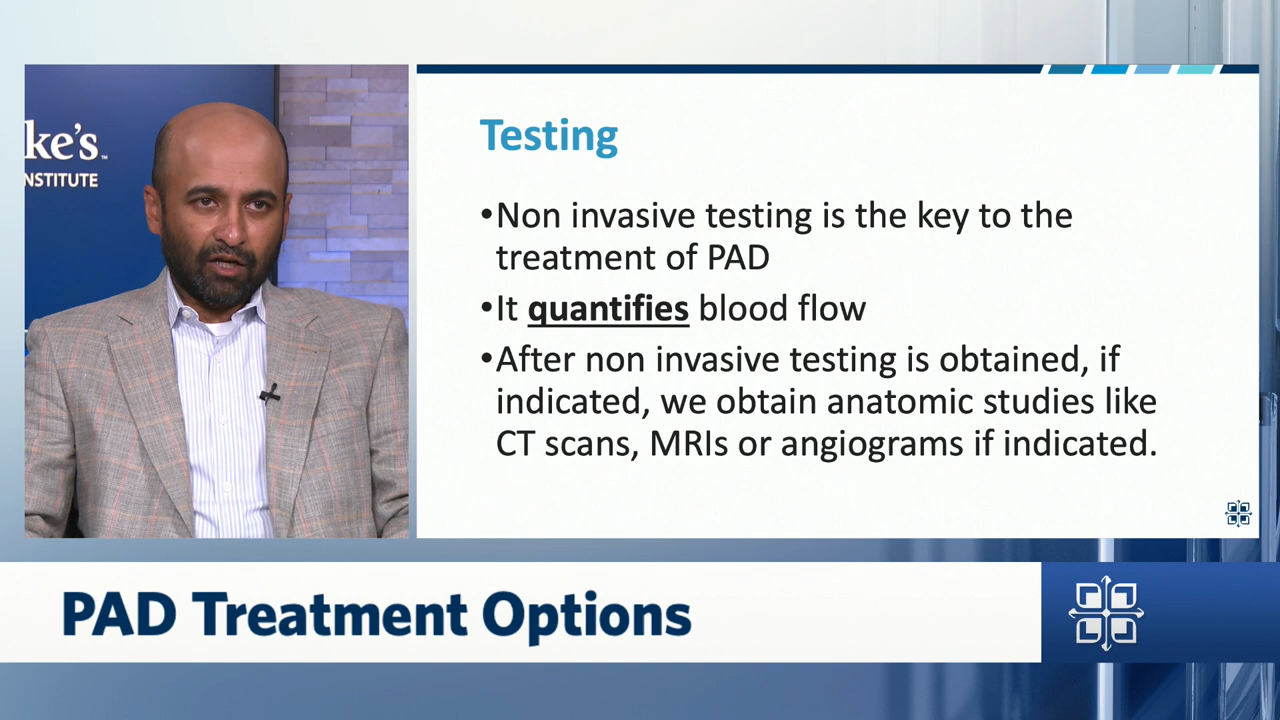 ke's™
NSTITUTE
Testing
•Non invasive testing is the key to the
treatment of PAD
•It quantifies blood flow
•After non invasive testing is obtained, if
indicated, we obtain anatomic studies like
CT scans, MRIs or angiograms if indicated.
PAD Treatment Options